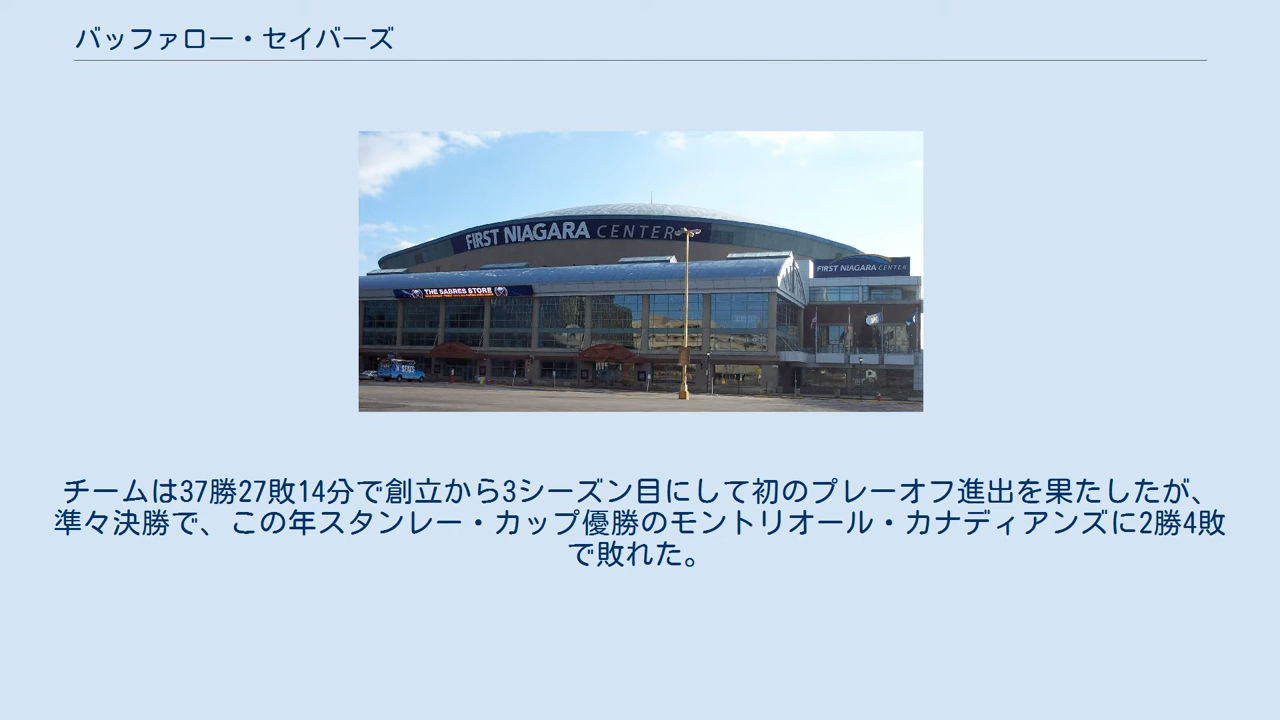 バッファロー・セイバーズ
FIRST NIAGARA CENTER
FIRST NIAGARA CENTER
THE SABRES STORE
チームは37勝27敗14分で創立から3シーズン目にして初のプレーオフ進出を果たしたが、
準々決勝で、この年スタンレー・カップ優勝のモントリオール・カナディアンズに2勝4敗
で敗れた。